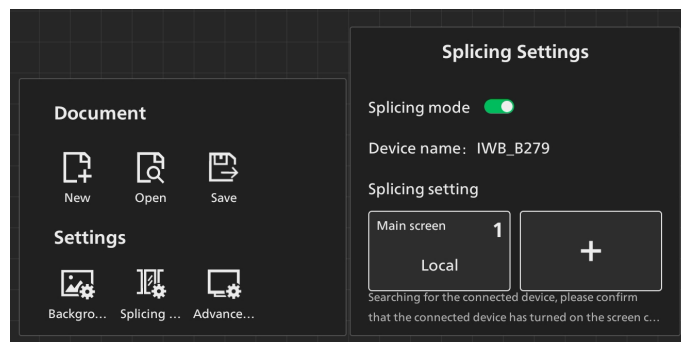 Document
New
Open
Save
Settings
Backgro...
Splicing ...
Advance...
Splicing Settings
Splicing mode
Device name: IWB_B279
Splicing setting
Main screen
1
Local
+
Searching for the connected device, please confirm
that the connected device has turned on the screen c...